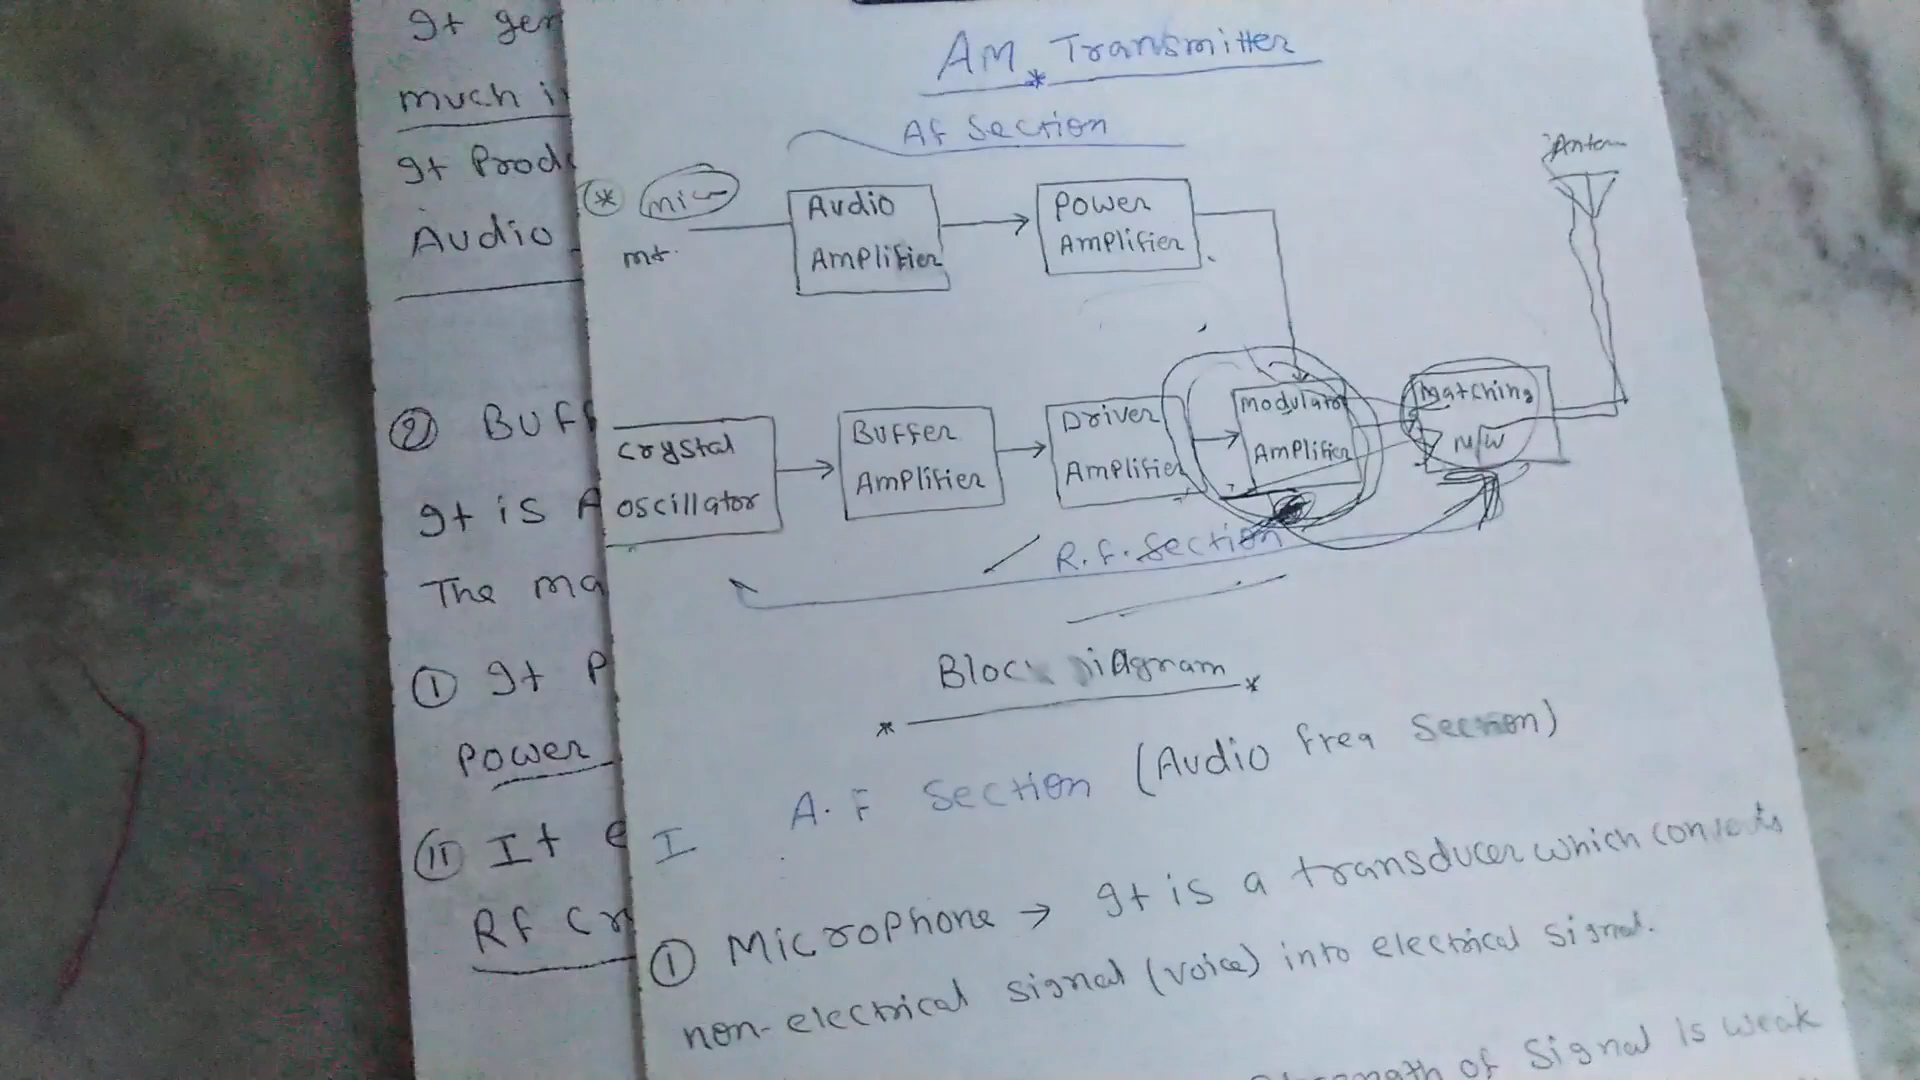 AM Transmitter
AF Section
mic
Audio
Amplifier
Power
Amplifier
crystal
oscillator
Buffer
Amplifier
Driver
Amplifier
Modulator
Amplifier
Matching
N/W
R.F. Section
Block Diagram
A.F Section (Audio freq Section)
I
① Microphone → It is a transducer which converts
non-electrical signal (voice) into electrical signal.
of Signal is weak
It gen
much i
It Prod
Audio
② Buff
It is A
The ma
① It P
Power
(II) It e
RF Cr